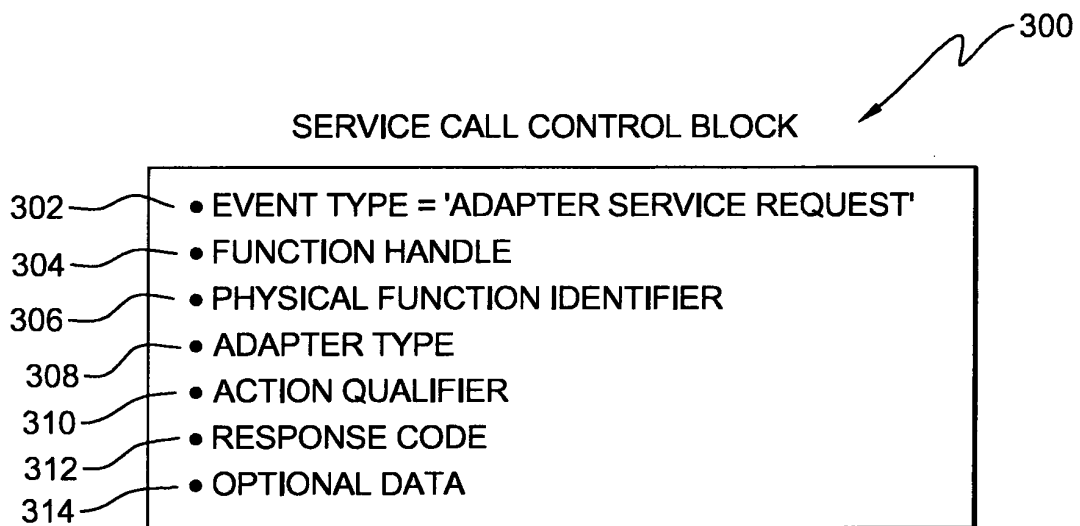 300
SERVICE CALL CONTROL BLOCK
302 • EVENT TYPE = 'ADAPTER SERVICE REQUEST'
304 • FUNCTION HANDLE
306 • PHYSICAL FUNCTION IDENTIFIER
308 • ADAPTER TYPE
310 • ACTION QUALIFIER
312 • RESPONSE CODE
314 • OPTIONAL DATA